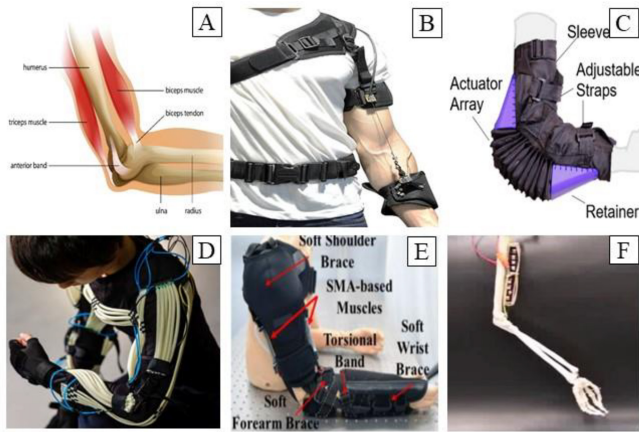 A
humerus
biceps muscle
triceps muscle
biceps tendon
anterior band
ulna
radius
B
C
Sleeve
Adjustable
Straps
Actuator
Array
Retainer
D
E
Soft Shoulder
Brace
SMA-based
Muscles
Torsional
Band
Soft
Wrist
Brace
Soft
Forearm Brace
F